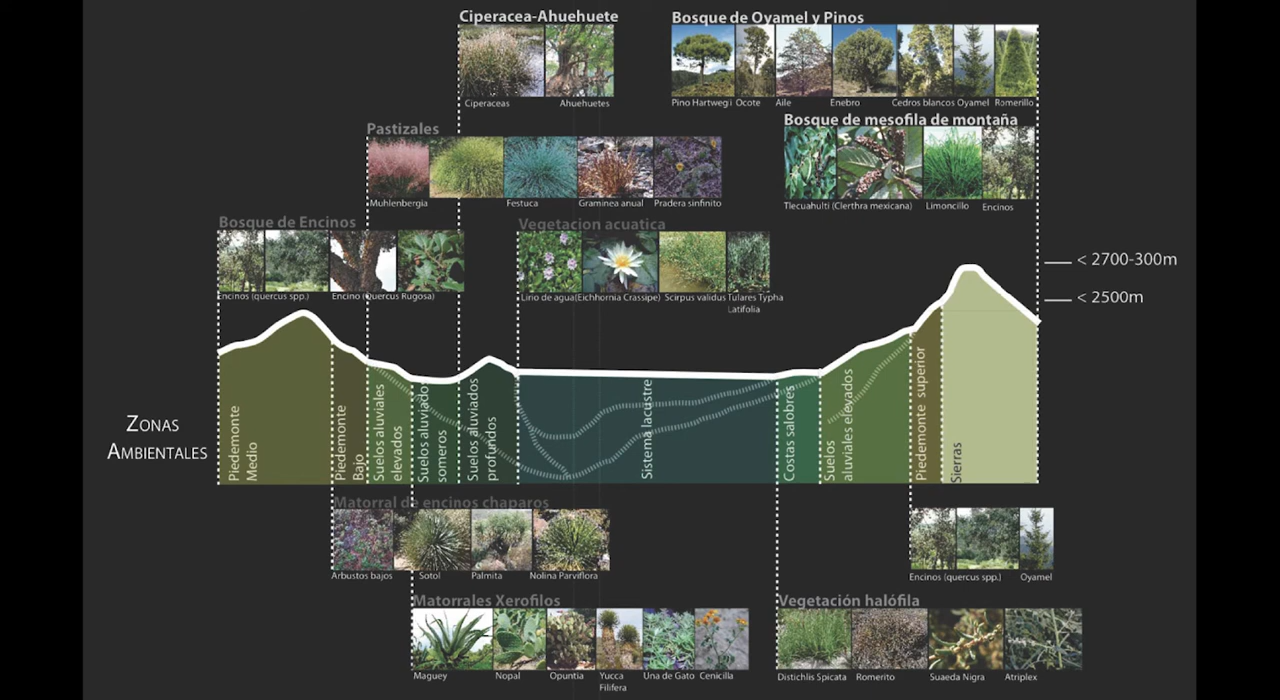 Ciperacea-Ahuehuete
Ciperaceas Ahuehuetes
Bosque de Oyamel y Pinos
Pino Hartwegi Ocote Aile Enebro Cedros blancos Oyamel Romerillo
Pastizales
Muhlenbergia Festuca Graminea anual Pradera sinfinito
Bosque de mesofila de montaña
Tlecuahulti (Clerthra mexicana) Limoncillo Encinos
Bosque de Encinos
Encinos (quercus spp.) Encino (Quercus Rugosa)
Vegetacion acuatica
Lirio de agua(Eichhornia Crassipe) Scirpus validus Tulares Typha
Latifolia
< 2700-300m
< 2500m
Zonas
Ambientales
Piedemonte
Medio
Piedemonte
Bajo
Suelos aluviales
elevados
Suelos aluviados
someros
Suelos aluviados
profundos
Sistema lacustre
Costas salobres
Suelos
aluviales elevados
Piedemonte superior
Sierras
Matorral de encinos chaparos
Arbustos bajos Sotol Palmita Nolina Parviflora
Encinos (quercus spp.) Oyamel
Matorrales Xerofilos
Maguey Nopal Opuntia Yucca
Filifera
Una de Gato Cenicilla
Vegetación halófila
Distichlis Spicata Romerito Suaeda Nigra Atriplex